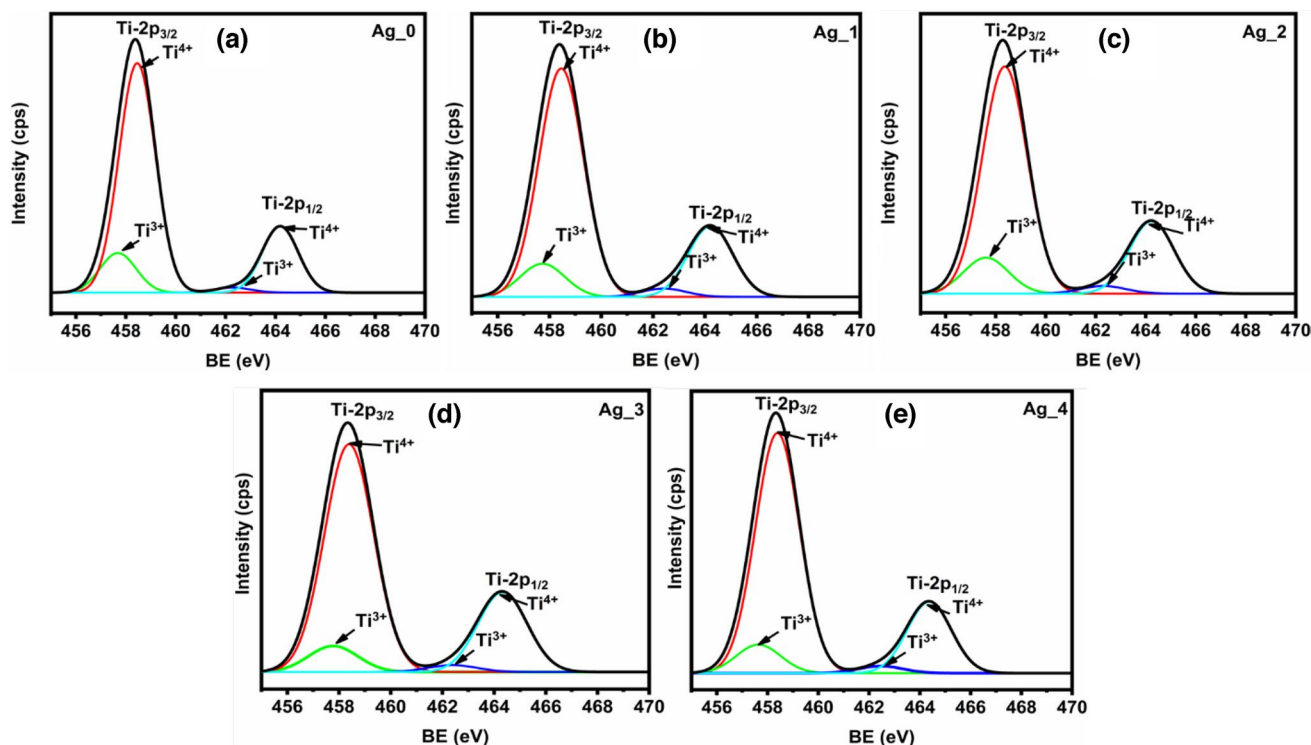 Ti-2p3/2 (a) Ag_0
Ti4+
Ti-2p1/2
Ti3+ Ti4+
Ti3+
Intensity (cps)
456 458 460 462 464 466 468 470
BE (eV)
Ti-2p3/2 (b) Ag_1
Ti4+
Ti-2p1/2
Ti3+ Ti3+ Ti4+
Intensity (cps)
456 458 460 462 464 466 468 470
BE (eV)
Ti-2p3/2 (c) Ag_2
Ti4+
Ti-2p1/2
Ti3+ Ti3+ Ti4+
Intensity (cps)
456 458 460 462 464 466 468 470
BE (eV)
Ti-2p3/2 (d) Ag_3
Ti4+
Ti-2p1/2
Ti4+
Ti3+ Ti3+
Intensity (cps)
456 458 460 462 464 466 468 470
BE (eV)
Ti-2p3/2 (e) Ag_4
Ti4+
Ti-2p1/2
Ti4+
Ti3+ Ti3+
Intensity (cps)
456 458 460 462 464 466 468 470
BE (eV)